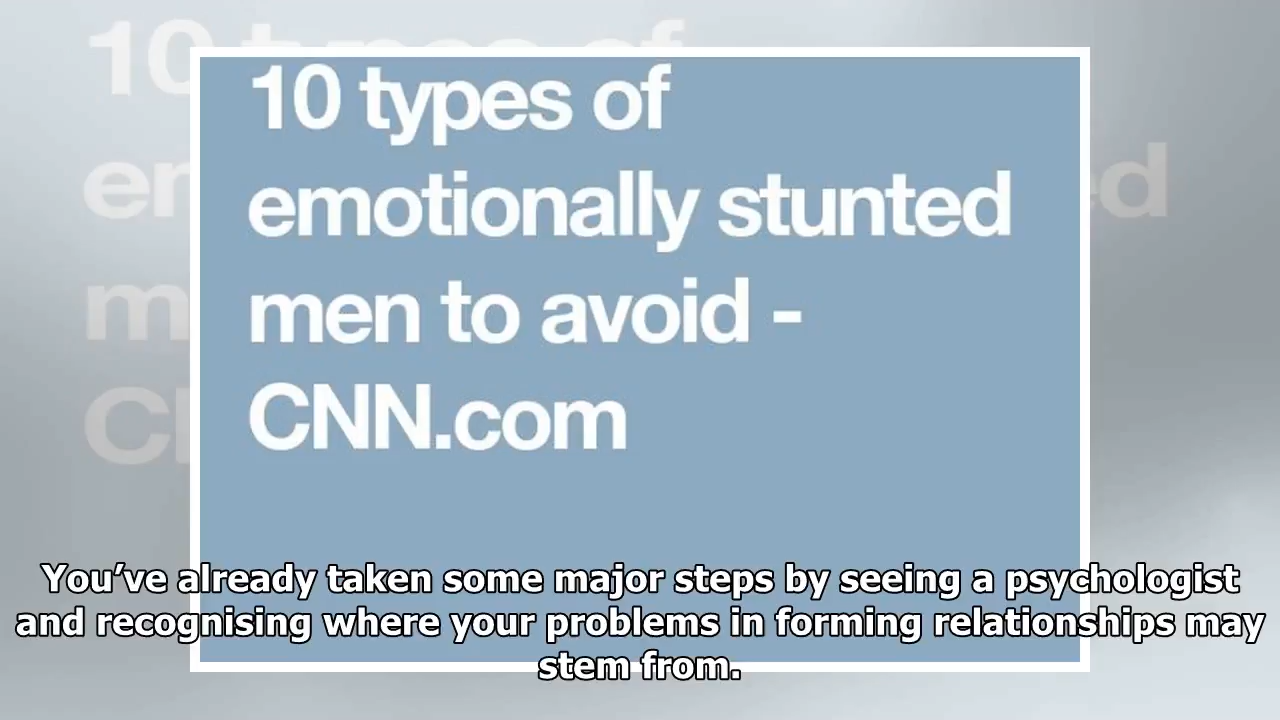 10 types of
emotionally stunted
men to avoid -
CNN.com
You’ve already taken some major steps by seeing a psychologist
and recognising where your problems in forming relationships may
stem from.